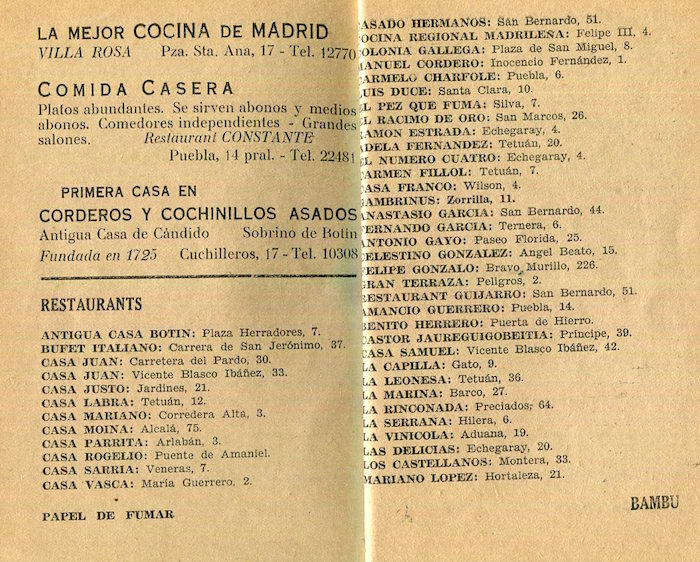 LA MEJOR COCINA DE MADRID
VILLA ROSA Pza. Sta. Ana, 17 - Tel. 12770
COMIDA CASERA
Platos abundantes. Se sirven abonos y medios
abonos. Comedores independientes - Grandes
salones. Restaurant CONSTANTE
Puebla, 14 pral. - Tel. 22481
PRIMERA CASA EN
CORDEROS Y COCHINILLOS ASADOS
Antigua Casa de Cándido Sobrino de Botín
Fundada en 1725 Cuchilleros, 17 - Tel. 10308
RESTAURANTS
ANTIGUA CASA BOTIN: Plaza Herradores, 7.
BUFET ITALIANO: Carrera de San Jerónimo, 37.
CASA JUAN: Carretera del Pardo, 30.
CASA JUAN: Vicente Blasco Ibáñez, 33.
CASA JUSTO: Jardines, 21.
CASA LABRA: Tetuán, 12.
CASA MARIANO: Corredera Alta, 3.
CASA MOINA: Alcalá, 75.
CASA PARRITA: Arlabán, 3.
CASA ROGELIO: Puente de Amaniel.
CASA SARRIA: Veneras, 7.
CASA VASCA: María Guerrero, 2.
PAPEL DE FUMAR
ASADO HERMANOS: San Bernardo, 51.
OCINA REGIONAL MADRILEÑA: Felipe III, 4.
OLONIA GALLEGA: Plaza de San Miguel, 8.
MANUEL CORDERO: Inocencio Fernández, 1.
CARMELO CHARFOLE: Puebla, 6.
LUIS DUCE: Santa Clara, 10.
EL PEZ QUE FUMA: Silva, 7.
EL RACIMO DE ORO: San Marcos, 26.
RAMON ESTRADA: Echegaray, 4.
ADELA FERNANDEZ: Tetuán, 20.
EL NUMERO CUATRO: Echegaray, 4.
CARMEN FILLOL: Tetuán, 7.
CASA FRANCO: Wilson, 4.
GAMBRINUS: Zorrilla, 11.
ANASTASIO GARCIA: San Bernardo, 44.
FERNANDO GARCIA: Ternera, 6.
ANTONIO GAYO: Paseo Florida, 25.
CELESTINO GONZALEZ: Angel Beato, 15.
FELIPE GONZALO: Bravo Murillo, 226.
GRAN TERRAZA: Peligros, 2.
RESTAURANT GUIJARRO: San Bernardo, 51.
AMANCIO GUERRERO: Puebla, 14.
BENITO HERRERO: Puerta de Hierro.
CASTOR JAUREGUIGOBEITIA: Príncipe, 39.
CASA SAMUEL: Vicente Blasco Ibáñez, 42.
LA CAPILLA: Gato, 9.
LA LEONESA: Tetuán, 36.
LA MARINA: Barco, 27.
LA RINCONADA: Preciados, 64.
LA SERRANA: Hilera, 6.
LA VINICOLA: Aduana, 19.
LAS DELICIAS: Echegaray, 20.
LOS CASTELLANOS: Montera, 33.
MARIANO LOPEZ: Hortaleza, 21.
BAMBU